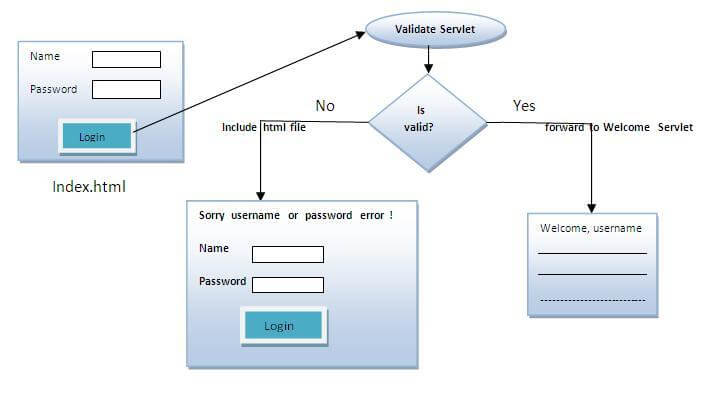 Validate Servlet
Name
Password
Login
Index.html
Is
valid?
No
Include html file
Yes
forward to Welcome Servlet
Sorry username or password error !
Name
Password
Login
Welcome, username